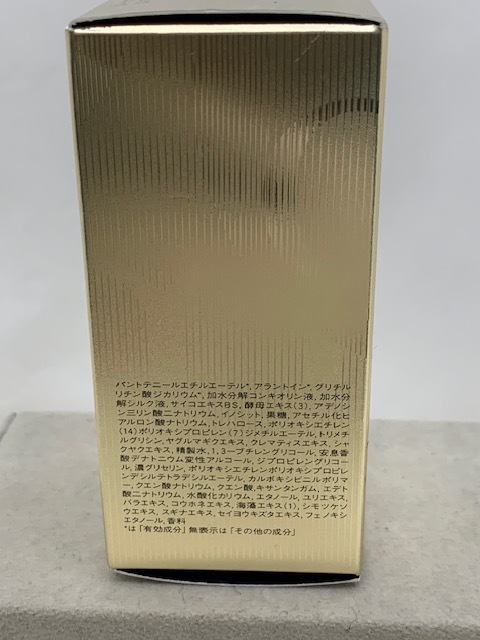 パントテニールエチルエーテル*, アラントイン*, グリチル
リチン酸ジカリウム*, 加水分解コンキオリン液, 加水分
解シルク液, サイコエキスBS, 酵母エキス(3), アデノシ
ン三リン酸二ナトリウム, イノシット, 果糖, アセチル化ヒ
アルロン酸ナトリウム, トレハロース, ポリオキシエチレン
(14)ポリオキシプロピレン(7)ジメチルエーテル, トリメチ
ルグリシン, ヤグルマギクエキス, クレマティスエキス, シャ
クヤクエキス, 精製水, 1,3-ブチレングリコール, 安息香
酸デナトニウム変性アルコール, ジプロピレングリコー
ル, 濃グリセリン, ポリオキシエチレンポリオキシプロピレ
ンデシルテトラデシルエーテル, カルボキシビニルポリマ
ー, クエン酸ナトリウム, クエン酸, キサンタンガム, エデト
酸二ナトリウム, 水酸化カリウム, エタノール, ユリエキス,
バラエキス, コウホネエキス, 海藻エキス(1), シモツケソ
ウエキス, スギナエキス, セイヨウキズタエキス, フェノキシ
エタノール, 香料
*は「有効成分」無表示は「その他の成分」